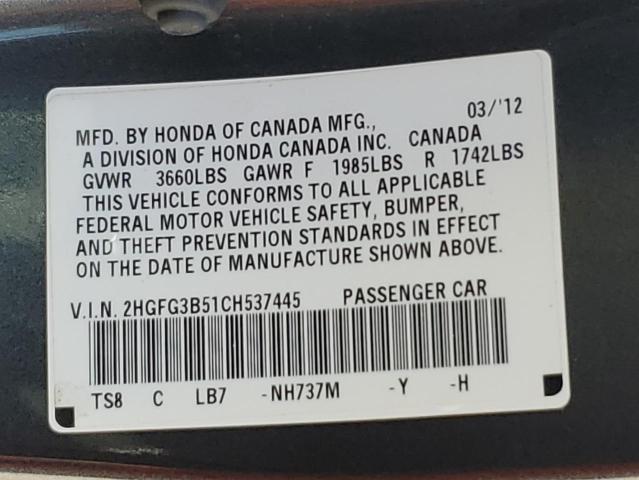 03/'12
MFD. BY HONDA OF CANADA MFG.,
A DIVISION OF HONDA CANADA INC. CANADA
GVWR 3660LBS GAWR F 1985LBS R 1742LBS
THIS VEHICLE CONFORMS TO ALL APPLICABLE
FEDERAL MOTOR VEHICLE SAFETY, BUMPER,
AND THEFT PREVENTION STANDARDS IN EFFECT
ON THE DATE OF MANUFACTURE SHOWN ABOVE.
V.I.N. 2HGFG3B51CH537445 PASSENGER CAR
TS8 C LB7 -NH737M -Y -H